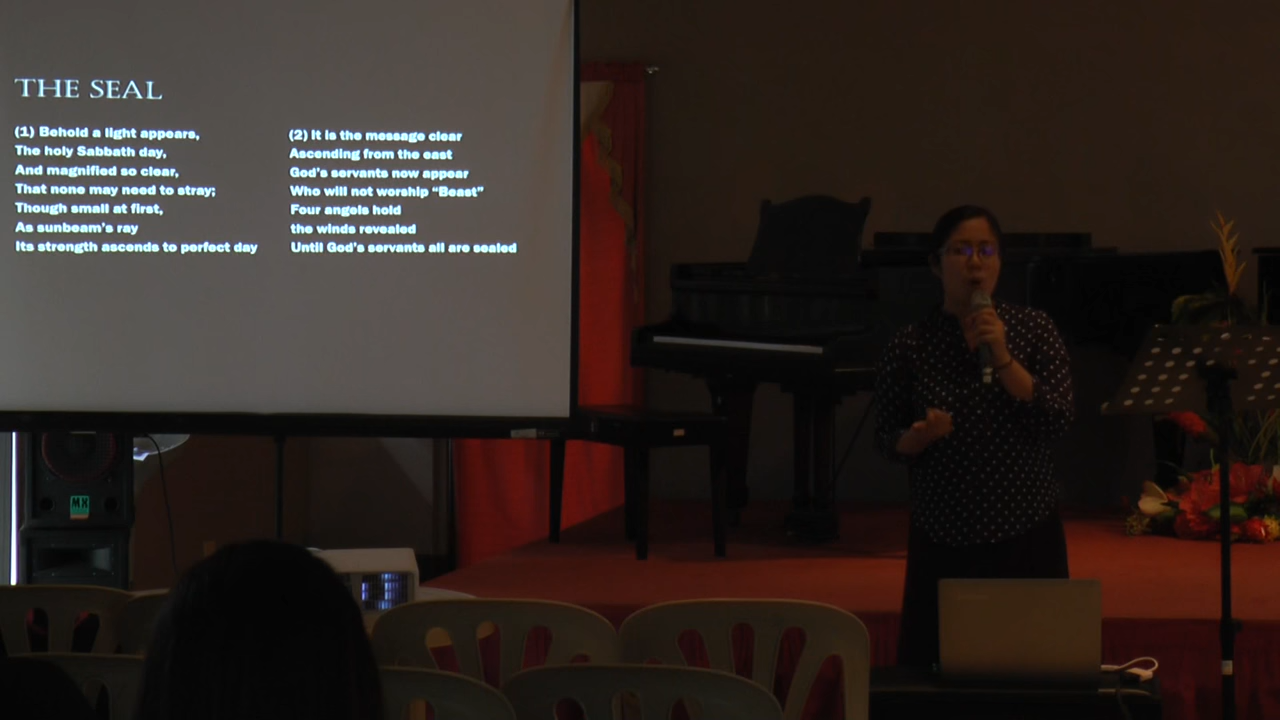 THE SEAL
(1) Behold a light appears,
The holy Sabbath day,
And magnified so clear,
That none may need to stray;
Though small at first,
As sunbeam's ray
Its strength ascends to perfect day
(2) It is the message clear
Ascending from the east
God's servants now appear
Who will not worship “Beast”
Four angels hold
the winds revealed
Until God's servants all are sealed
MX